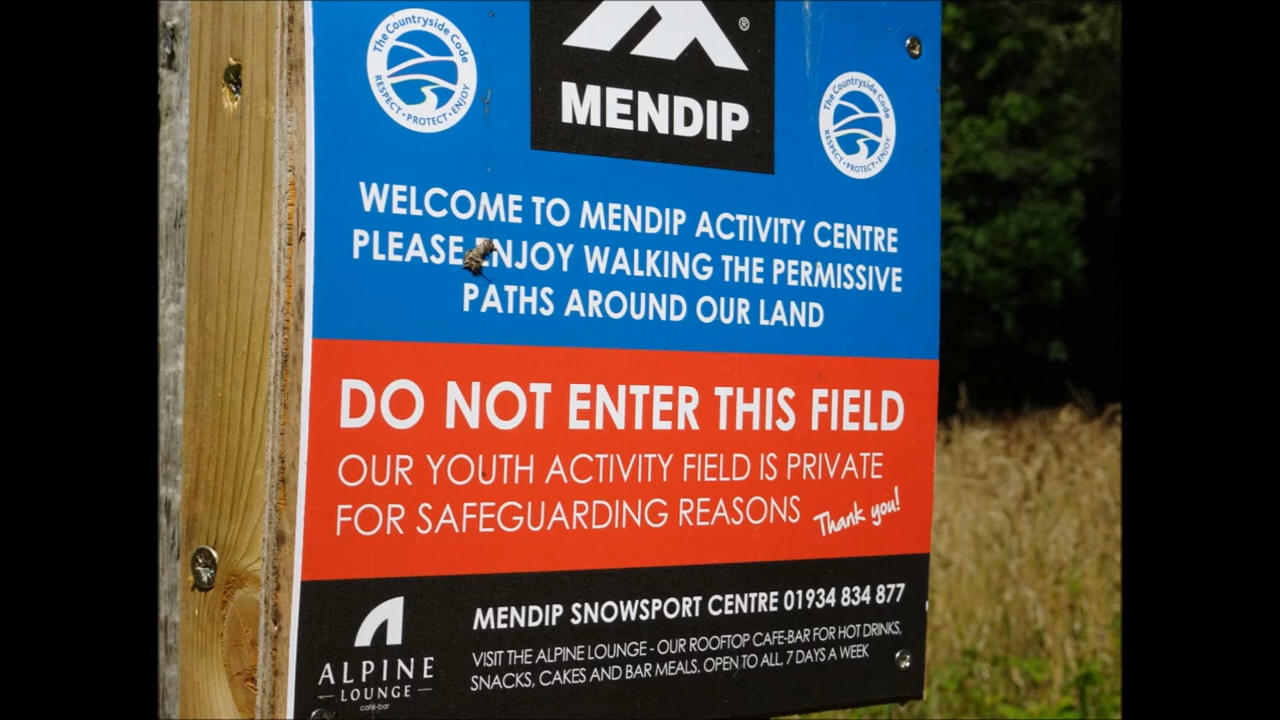 The Countryside Code
RESPECT • PROTECT • ENJOY
®
MENDIP
The Countryside Code
RESPECT • PROTECT • ENJOY
WELCOME TO MENDIP ACTIVITY CENTRE
PLEASE ENJOY WALKING THE PERMISSIVE
PATHS AROUND OUR LAND
DO NOT ENTER THIS FIELD
OUR YOUTH ACTIVITY FIELD IS PRIVATE
FOR SAFEGUARDING REASONS
Thank you!
MENDIP SNOWSPORT CENTRE 01934 834 877
VISIT THE ALPINE LOUNGE - OUR ROOFTOP CAFE-BAR FOR HOT DRINKS,
SNACKS, CAKES AND BAR MEALS. OPEN TO ALL, 7 DAYS A WEEK
ALPINE
LOUNGE
café-bar